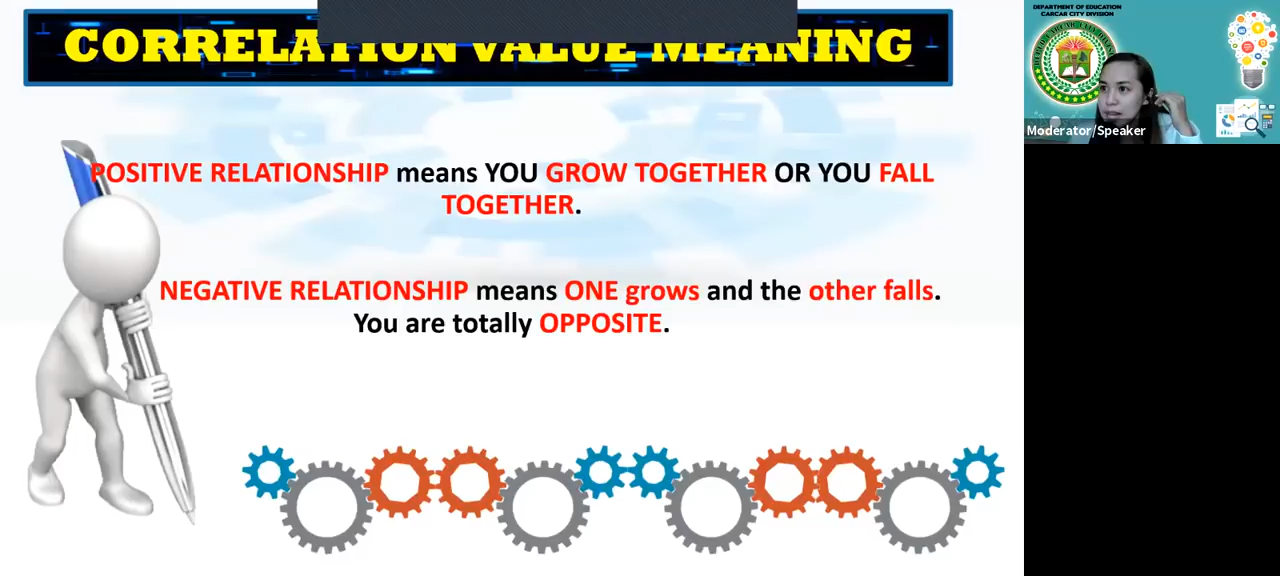 CORRELATION VALUE MEANING
POSITIVE RELATIONSHIP means YOU GROW TOGETHER OR YOU FALL
TOGETHER.
NEGATIVE RELATIONSHIP means ONE grows and the other falls.
You are totally OPPOSITE.
DEPARTMENT OF EDUCATION
CARCAR CITY DIVISION
Moderator/Speaker